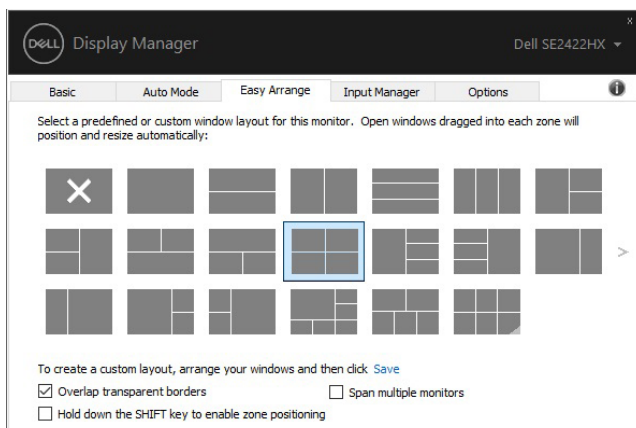 DELL Display Manager Dell SE2422HX
Basic Auto Mode Easy Arrange Input Manager Options
Select a predefined or custom window layout for this monitor. Open windows dragged into each zone will
position and resize automatically:
To create a custom layout, arrange your windows and then click Save
Overlap transparent borders Span multiple monitors
Hold down the SHIFT key to enable zone positioning